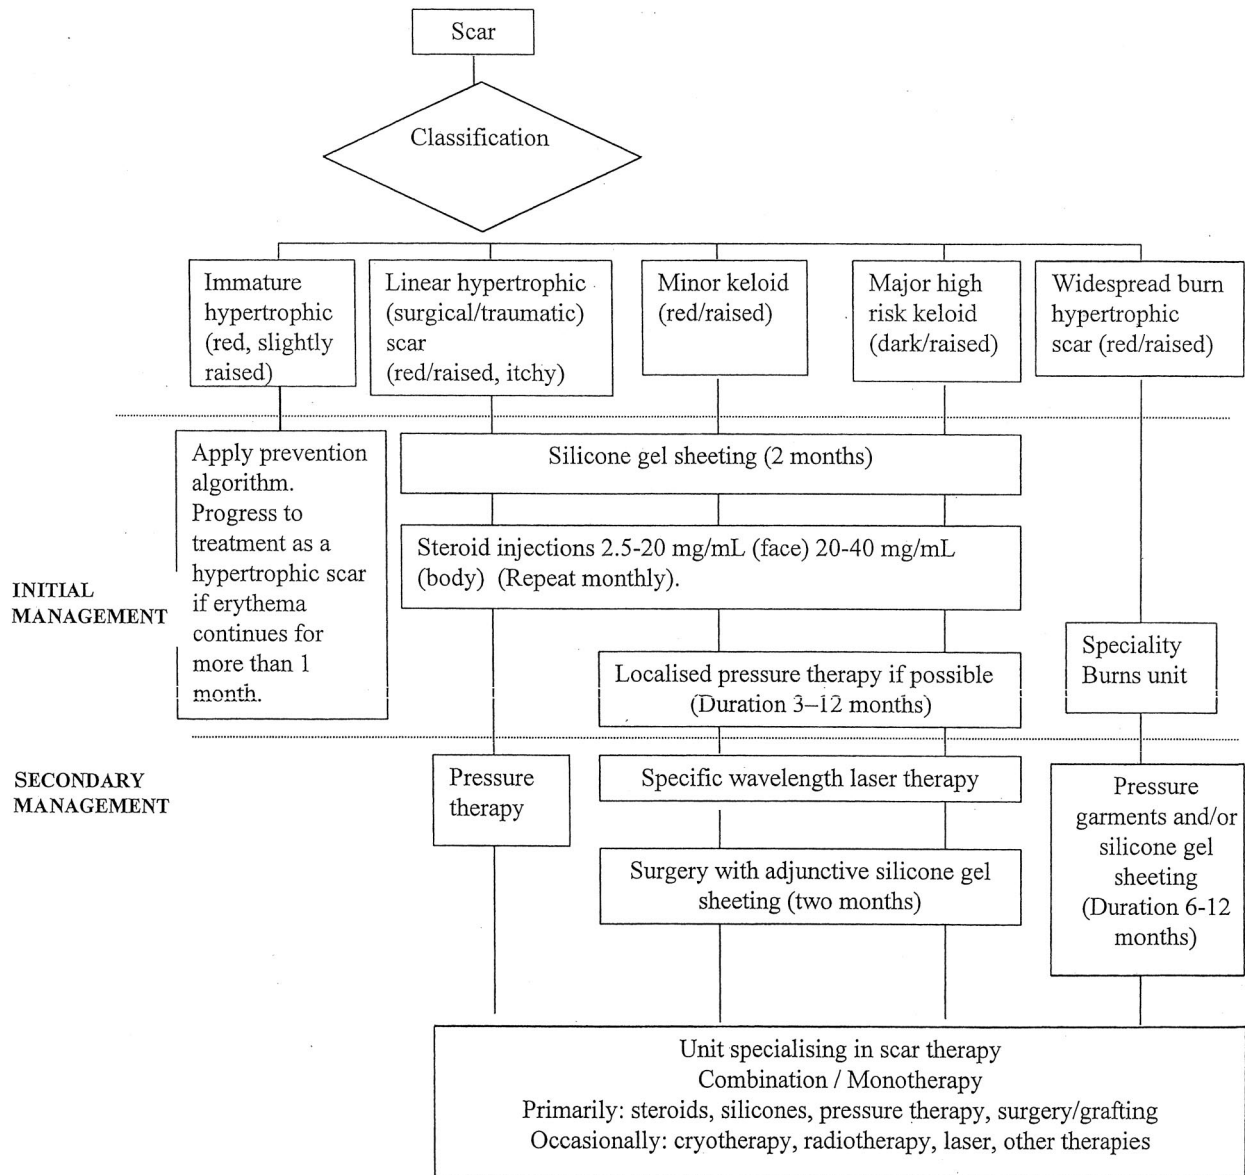 Scar
Classification
Immature
hypertrophic
(red, slightly
raised)
Linear hypertrophic
(surgical/traumatic)
scar
(red/raised, itchy)
Minor keloid
(red/raised)
Major high
risk keloid
(dark/raised)
Widespread burn
hypertrophic
scar (red/raised)
INITIAL
MANAGEMENT
Apply prevention
algorithm.
Progress to
treatment as a
hypertrophic scar
if erythema
continues for
more than 1
month.
Silicone gel sheeting (2 months)
Steroid injections 2.5-20 mg/mL (face) 20-40 mg/mL
(body) (Repeat monthly).
Localised pressure therapy if possible
(Duration 3–12 months)
Speciality
Burns unit
SECONDARY
MANAGEMENT
Pressure
therapy
Specific wavelength laser therapy
Surgery with adjunctive silicone gel
sheeting (two months)
Pressure
garments and/or
silicone gel
sheeting
(Duration 6-12
months)
Unit specialising in scar therapy
Combination / Monotherapy
Primarily: steroids, silicones, pressure therapy, surgery/grafting
Occasionally: cryotherapy, radiotherapy, laser, other therapies